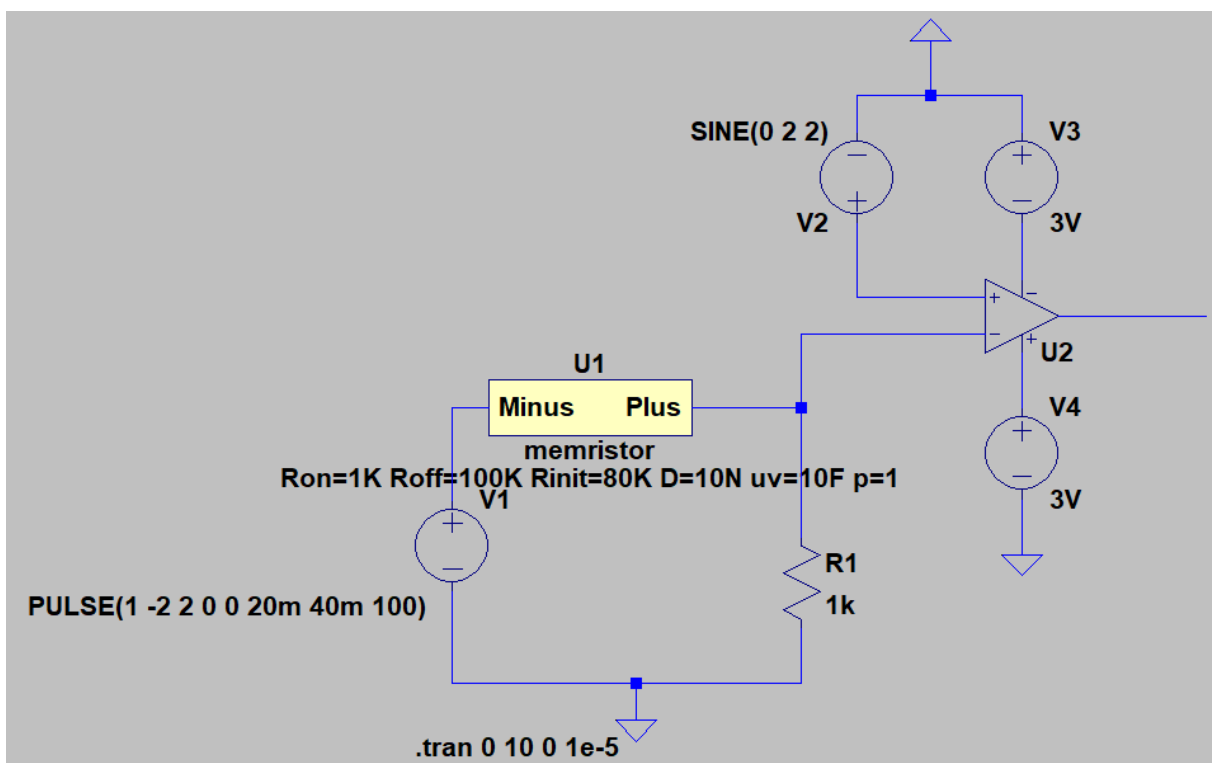 SINE(0 2 2)
V3
V2
3V
U2
U1
Minus Plus
memristor
V4
Ron=1K Roff=100K Rinit=80K D=10N uv=10F p=1
V1
3V
R1
PULSE(1 -2 2 0 0 20m 40m 100)
1k
.tran 0 10 0 1e-5